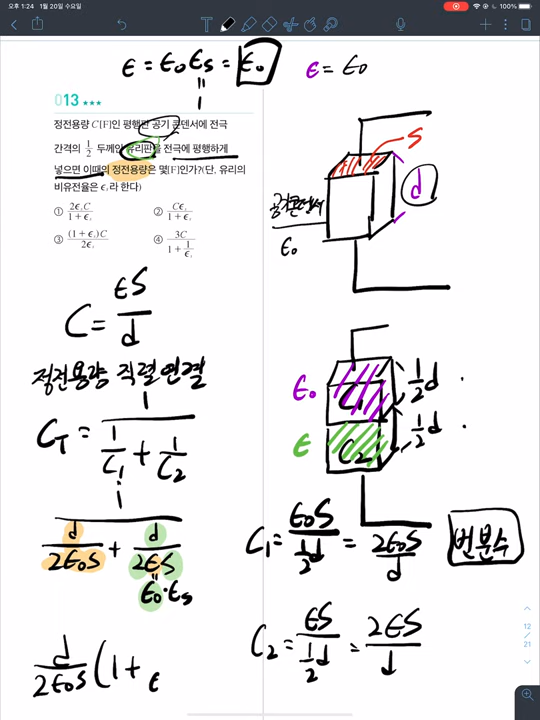 오후 1:24 1월 20일 수요일
100%
ϵ = ϵ₀ϵs = ϵ₀
=
1
ϵ = ϵ₀
013 ★★★
정전용량 C[F]인 평행판 공기 콘덴서에 전극
간격의 1/2 두께인 유리판을 전극에 평행하게
넣으면 이때의 정전용량은 몇[F]인가?(단, 유리의
비유전율은 ϵs라 한다.)
① 2ϵsC/(1+ϵs) ② Cϵs/(1+ϵs)
③ (1+ϵs)C/2ϵs ④ 3C/(1+1/ϵs)
S
d
공기콘덴서
ϵ₀
C = ϵS/d
정전용량 직렬연결
C_T = 1/(1/C₁ + 1/C₂)
1
d/2ϵ₀S + d/2ϵS
=
ϵ₀·ϵs
d/2ϵ₀S (1 + ϵ
ϵ₀ C₁ 1/2 d
ϵ C₂ 1/2 d
C₁ = ϵ₀S/(1/2 d) = 2ϵ₀S/d
번분수
C₂ = ϵS/(1/2 d) = 2ϵS/d
12
/
21